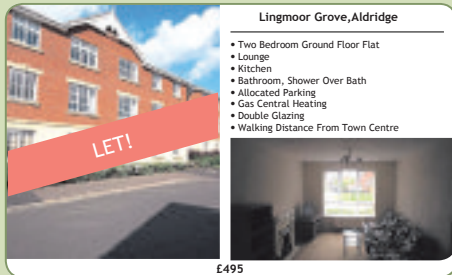 Lingmoor Grove,Aldridge
• Two Bedroom Ground Floor Flat
• Lounge
• Kitchen
• Bathroom, Shower Over Bath
• Allocated Parking
• Gas Central Heating
• Double Glazing
• Walking Distance From Town Centre
LET!
£495